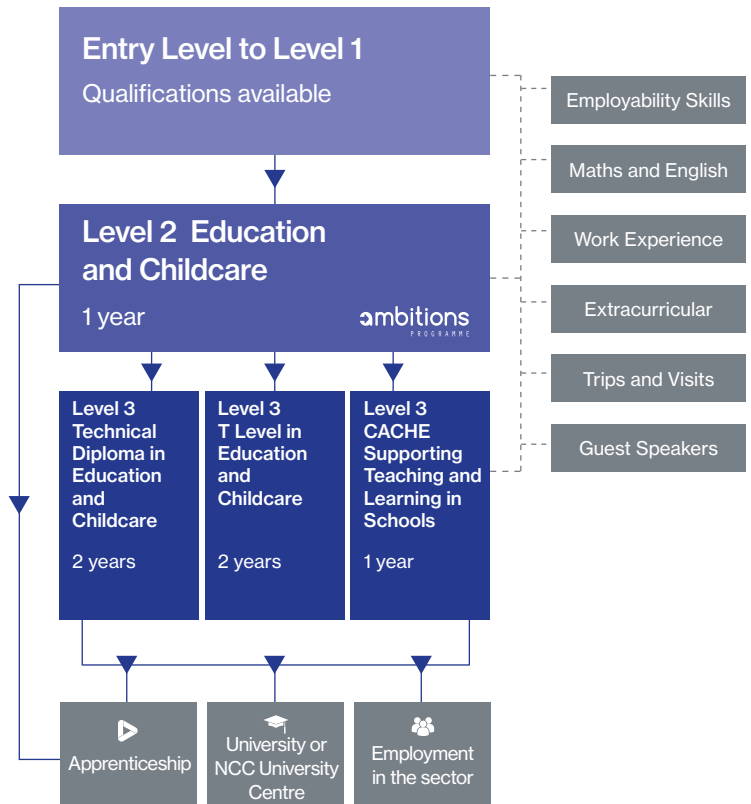 Entry Level to Level 1
Qualifications available
Level 2 Education
and Childcare
1 year
ambitions
PROGRAMME
Level 3
Technical
Diploma in
Education
and
Childcare
2 years
Level 3
T Level in
Education
and
Childcare
2 years
Level 3
CACHE
Supporting
Teaching and
Learning in
Schools
1 year
Apprenticeship
University or
NCC University
Centre
Employment
in the sector
Employability Skills
Maths and English
Work Experience
Extracurricular
Trips and Visits
Guest Speakers